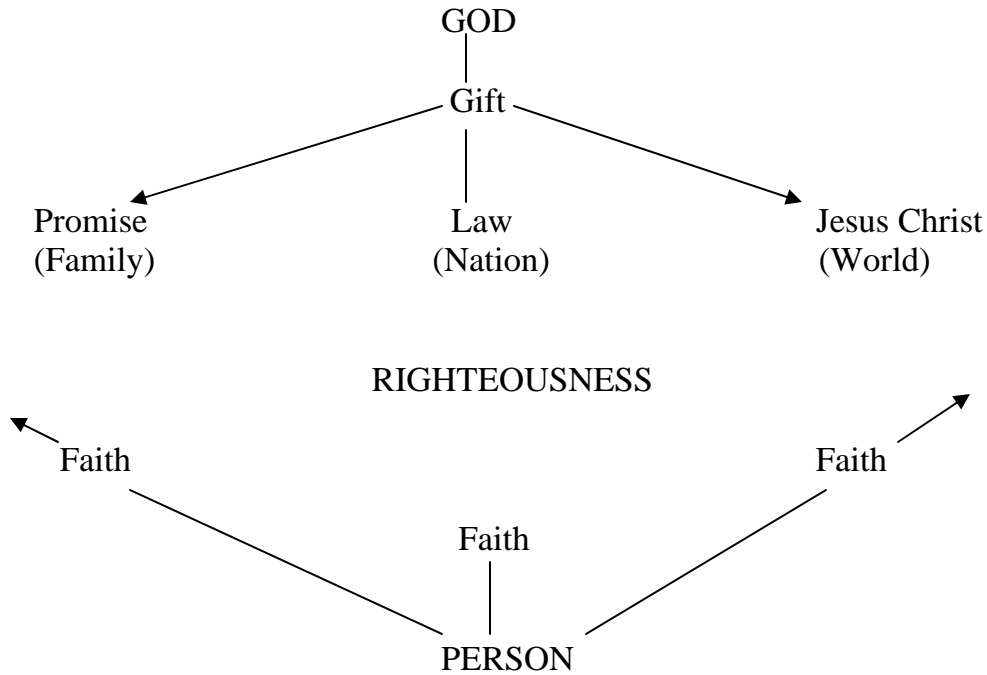 GOD
Gift
Promise
(Family)
Law
(Nation)
Jesus Christ
(World)
RIGHTEOUSNESS
Faith
Faith
Faith
PERSON